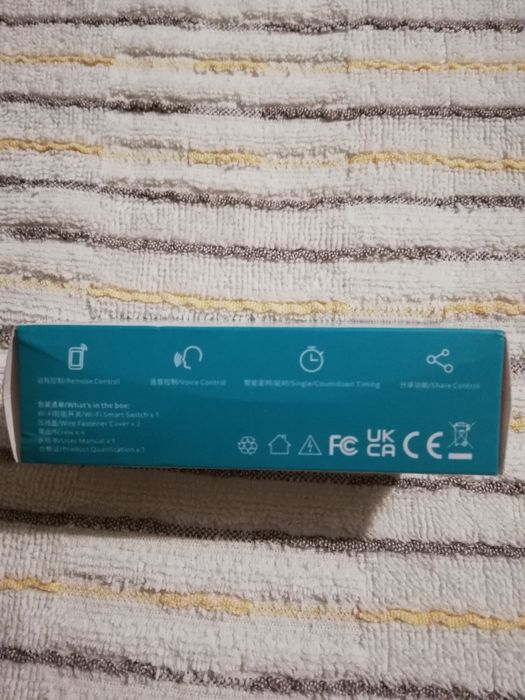 远程控制/Remote Control
语音控制/Voice Control
智能定时/延时/Single/Countdown Timing
分享功能/Share Control
包装清单/What's in the box:
Wi-Fi智能开关/Wi-Fi Smart Switch x 1
压线盖/Wire Fastener Cover x 2
螺丝/Screw x 4
说明书/User Manual x 1
合格证/Product Qualification x 1
FC UK CA CE